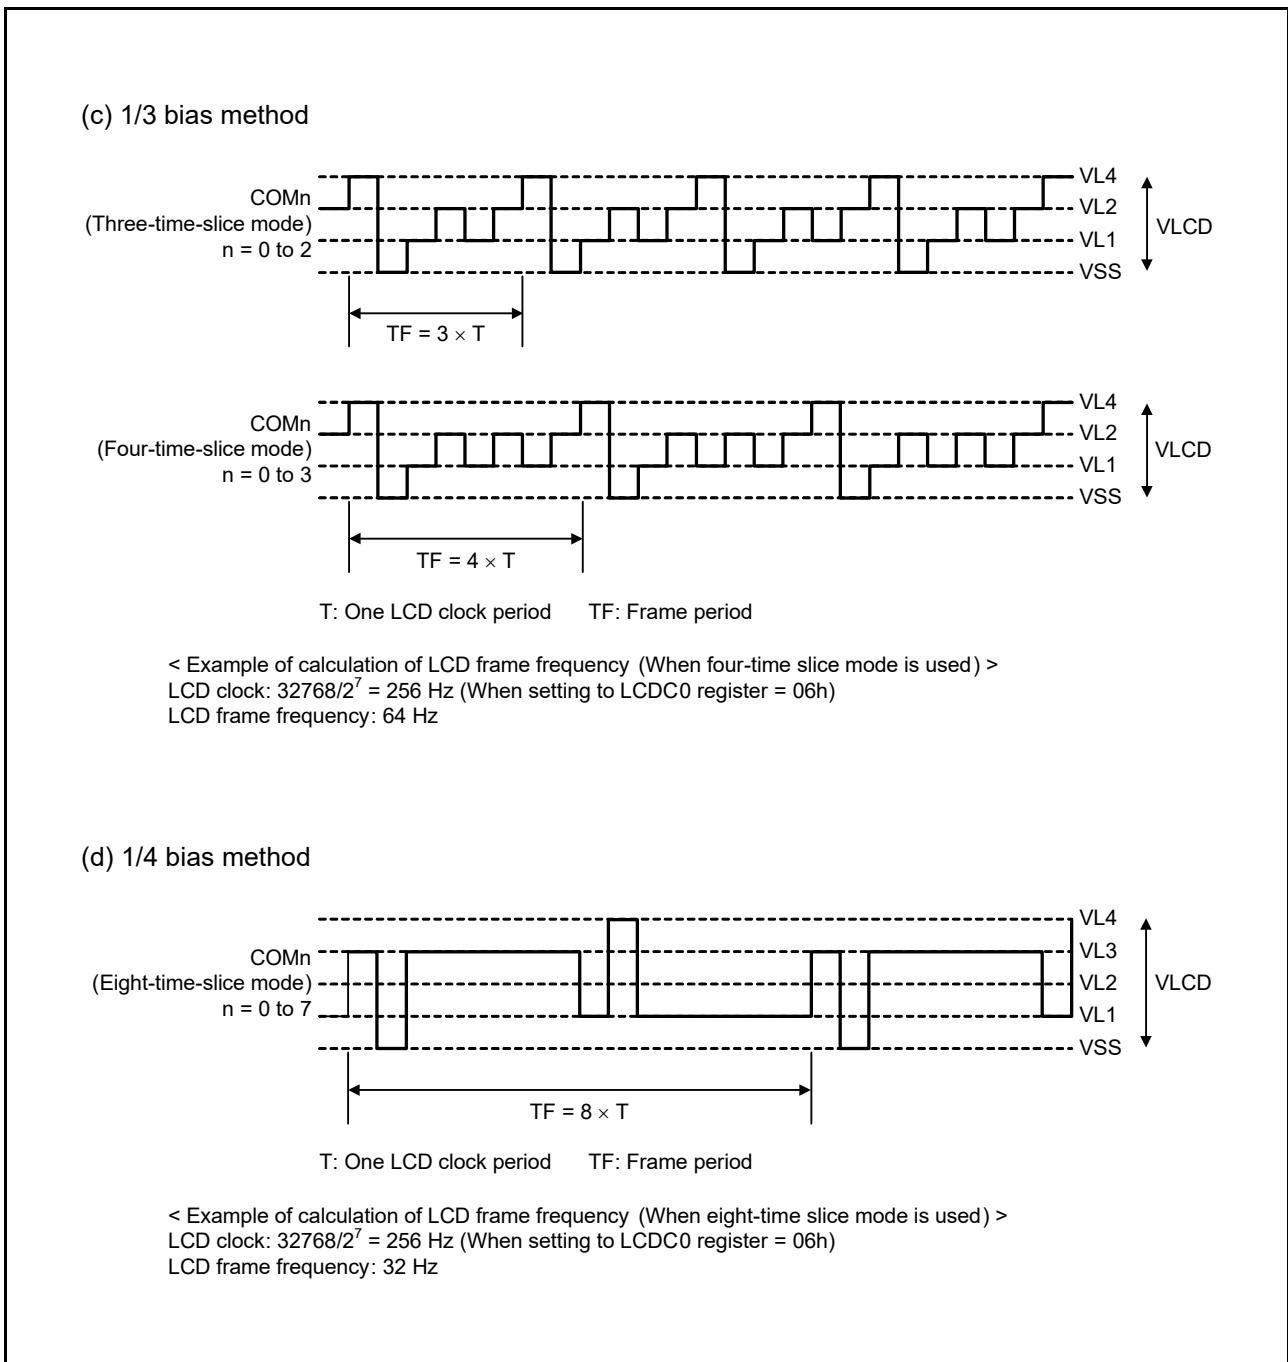 (c) 1/3 bias method
COMn
(Three-time-slice mode)
n = 0 to 2
VL4
VL2
VL1
VSS
VLCD
TF = 3 × T
COMn
(Four-time-slice mode)
n = 0 to 3
VL4
VL2
VL1
VSS
VLCD
TF = 4 × T
T: One LCD clock period TF: Frame period
< Example of calculation of LCD frame frequency (When four-time slice mode is used) >
LCD clock: 32768/2⁷ = 256 Hz (When setting to LCDC0 register = 06h)
LCD frame frequency: 64 Hz
(d) 1/4 bias method
COMn
(Eight-time-slice mode)
n = 0 to 7
VL4
VL3
VL2
VL1
VSS
VLCD
TF = 8 × T
T: One LCD clock period TF: Frame period
< Example of calculation of LCD frame frequency (When eight-time slice mode is used) >
LCD clock: 32768/2⁷ = 256 Hz (When setting to LCDC0 register = 06h)
LCD frame frequency: 32 Hz